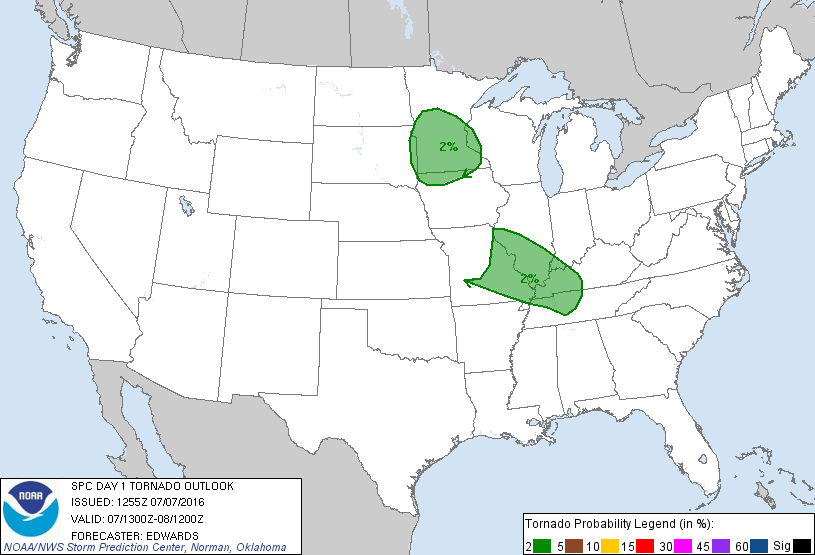 2%
2%
NOAA
SPC DAY 1 TORNADO OUTLOOK
ISSUED: 1255Z 07/07/2016
VALID: 07/1300Z-08/1200Z
FORECASTER: EDWARDS
NOAA/NWS Storm Prediction Center, Norman, Oklahoma
Tornado Probability Legend (in %):
2 5 10 15 30 45 60 Sig